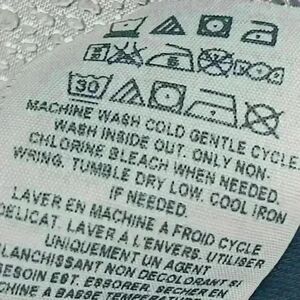 30
MACHINE WASH COLD GENTLE CYCLE
WASH INSIDE OUT. ONLY NON-
CHLORINE BLEACH WHEN NEEDED.
WRING. TUMBLE DRY LOW. COOL IRON
IF NEEDED.
LAVER EN MACHINE A FROID CYCLE
DELICAT. LAVER À L'ENVERS. UTILISER
UNIQUEMENT UN AGENT
BLANCHISSANT NON DECOLORANT SI
BESOIN EST. ESSORER. SECHER EN
MACHINE A BASSE TEMPERATURE